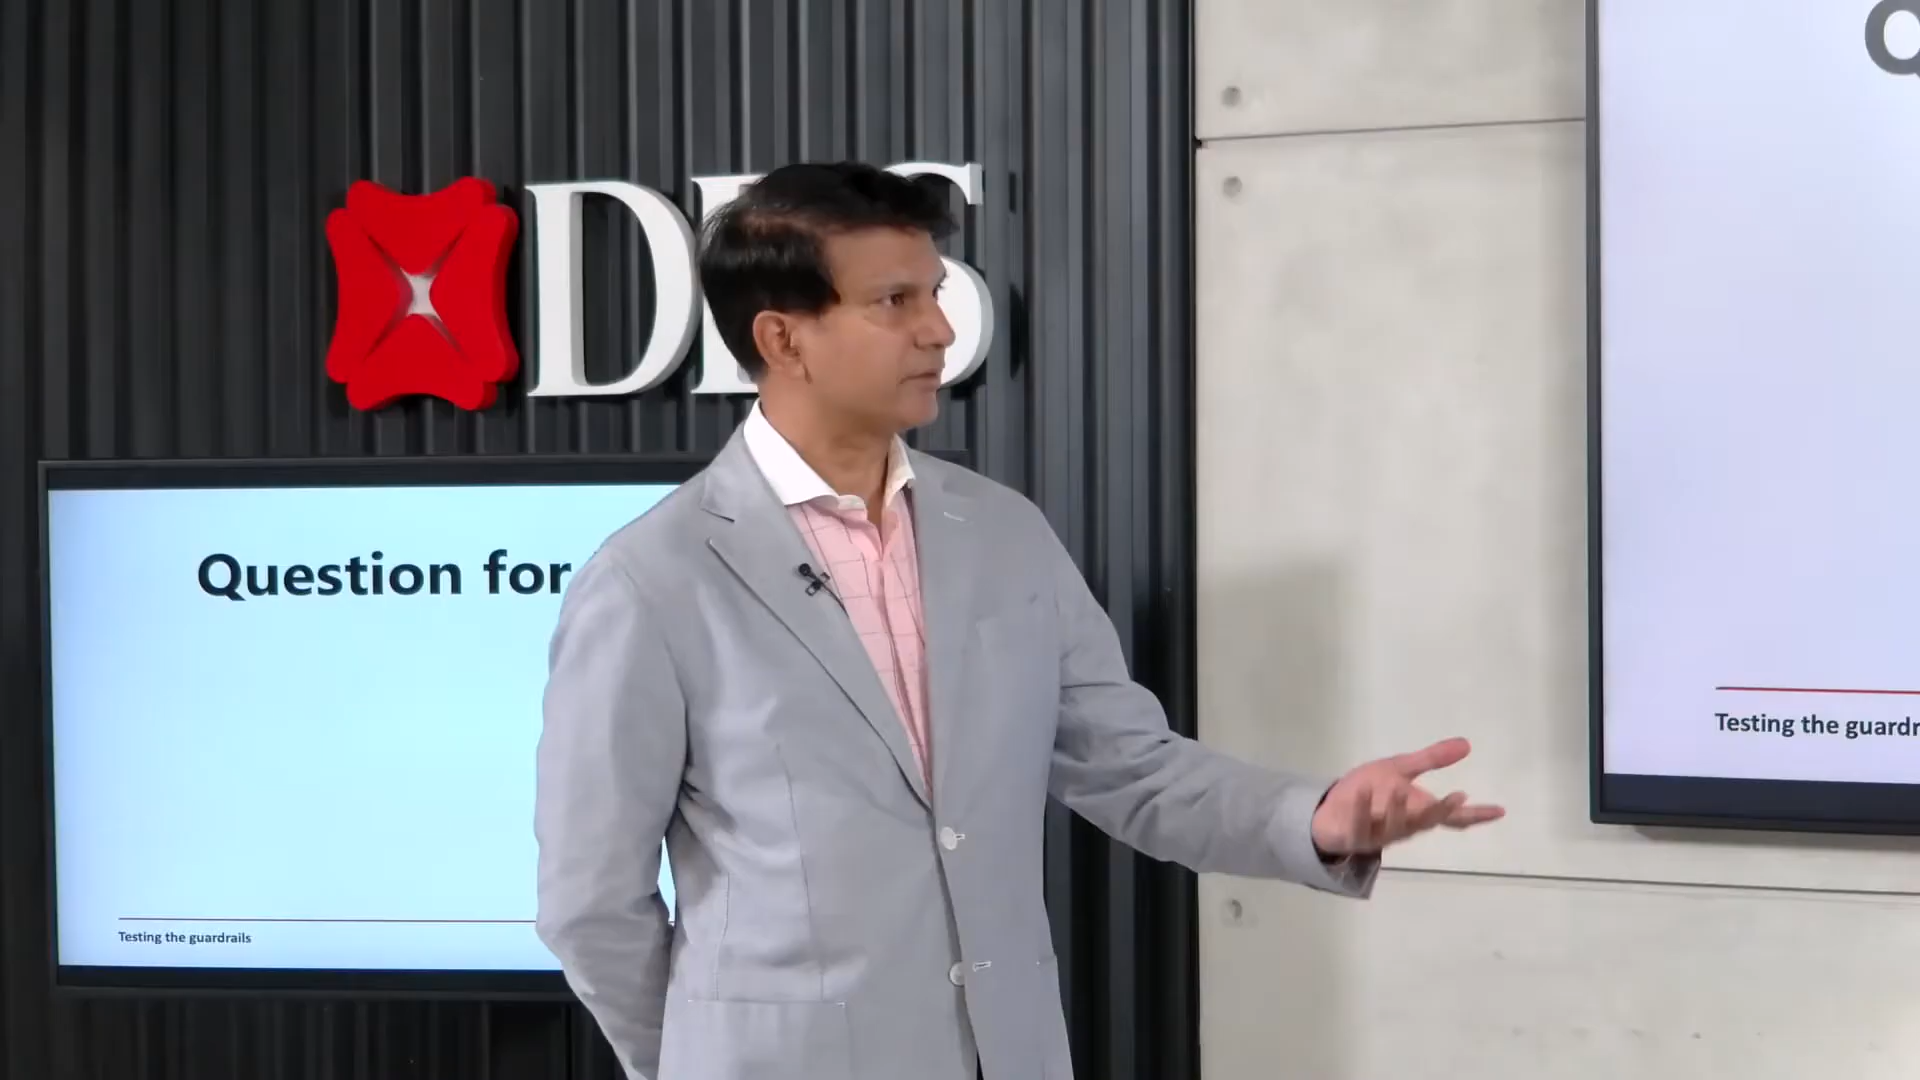 DBS
Question for
Testing the guardrails
Q
Testing the guardr